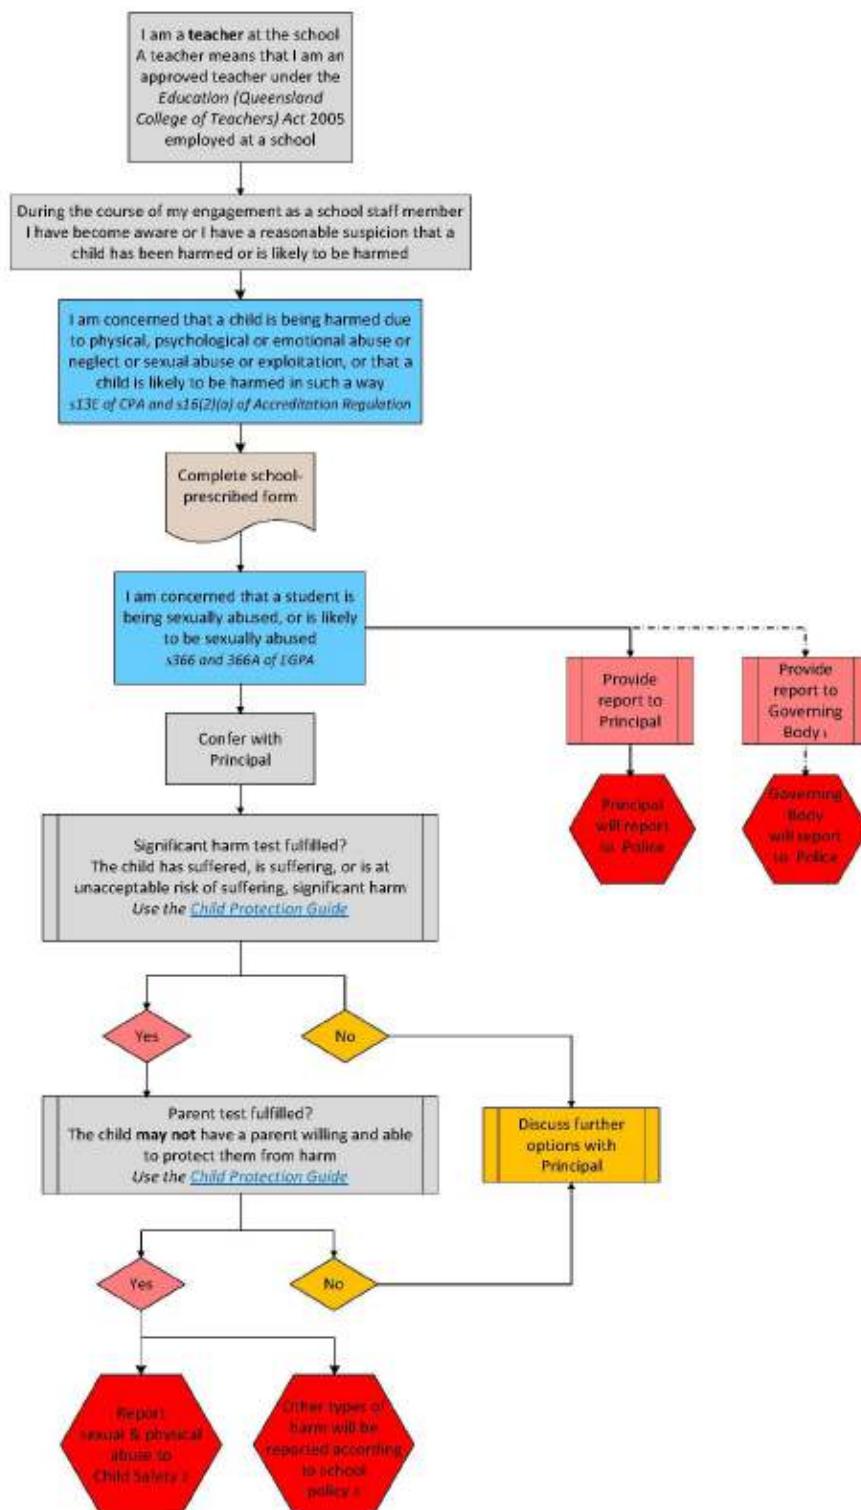 I am a teacher at the school
A teacher means that I am an
approved teacher under the
Education (Queensland
College of Teachers) Act 2005
employed at a school
During the course of my engagement as a school staff member
I have become aware or I have a reasonable suspicion that a
child has been harmed or is likely to be harmed
I am concerned that a child is being harmed due
to physical, psychological or emotional abuse or
neglect or sexual abuse or exploitation, or that a
child is likely to be harmed in such a way
s13E of CPA and s16(2)(a) of Accreditation Regulation
Complete school-
prescribed form
I am concerned that a student is
being sexually abused, or is likely
to be sexually abused
s366 and 366A of EGPA
Provide
report to
Principal
Provide
report to
Governing
Body 1
Confer with
Principal
Principal
will report
to Police
Governing
Body
will report
to Police
Significant harm test fulfilled?
The child has suffered, is suffering, or is at
unacceptable risk of suffering, significant harm
Use the Child Protection Guide
Yes
No
Parent test fulfilled?
The child may not have a parent willing and able
to protect them from harm
Use the Child Protection Guide
Discuss further
options with
Principal
Yes
No
Report
sexual & physical
abuse to
Child Safety 2
Other types of
harm will be
reported according
to school
policy